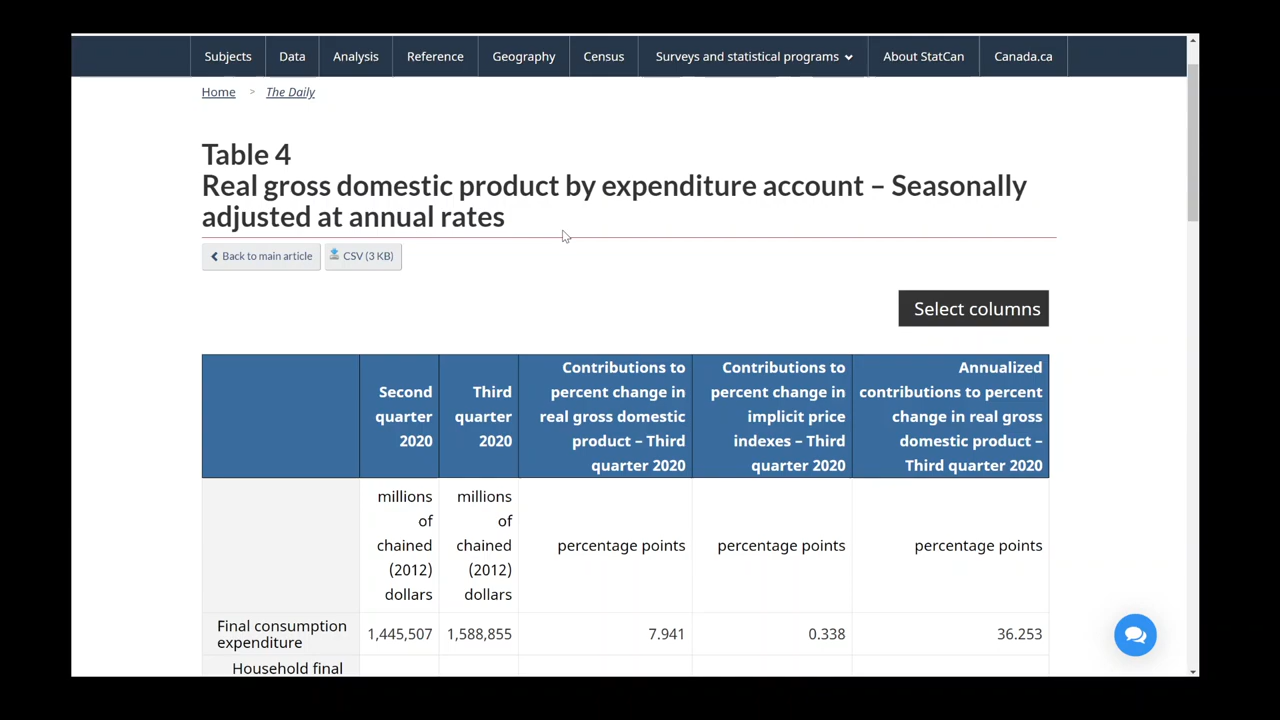 Subjects Data Analysis Reference Geography Census Surveys and statistical programs About StatCan Canada.ca
Home > The Daily
Table 4
Real gross domestic product by expenditure account – Seasonally
adjusted at annual rates
Back to main article CSV (3 KB)
Select columns
Second quarter 2020
Third quarter 2020
Contributions to percent change in real gross domestic product – Third quarter 2020
Contributions to percent change in implicit price indexes – Third quarter 2020
Annualized contributions to percent change in real gross domestic product – Third quarter 2020
millions of chained (2012) dollars
millions of chained (2012) dollars
percentage points
percentage points
percentage points
Final consumption
expenditure 1,445,507 1,588,855 7.941 0.338 36.253
Household final